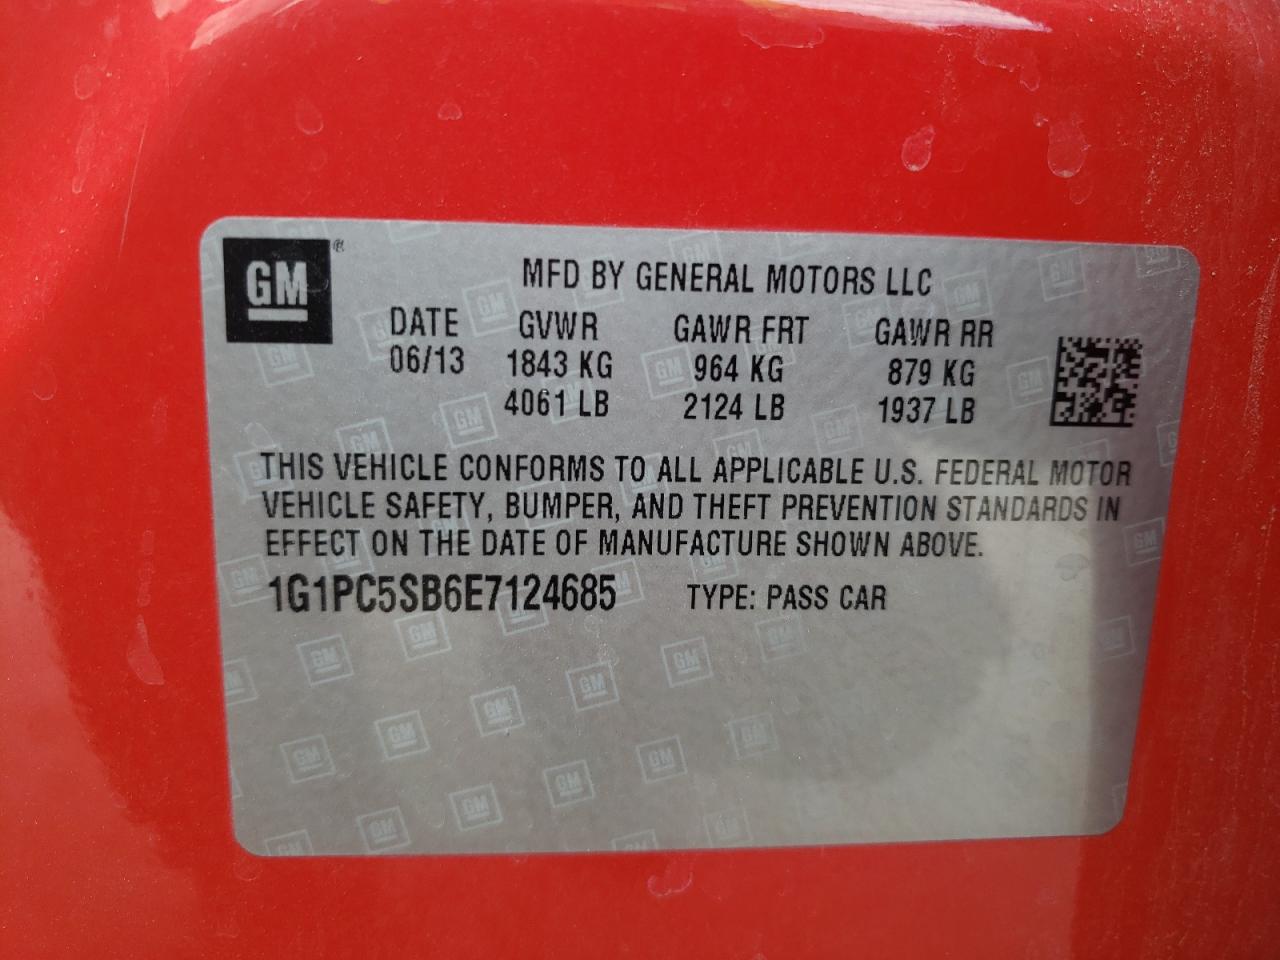 GM®
MFD BY GENERAL MOTORS LLC
DATE GVWR GAWR FRT GAWR RR
06/13 1843 KG 964 KG 879 KG
4061 LB 2124 LB 1937 LB
THIS VEHICLE CONFORMS TO ALL APPLICABLE U.S. FEDERAL MOTOR
VEHICLE SAFETY, BUMPER, AND THEFT PREVENTION STANDARDS IN
EFFECT ON THE DATE OF MANUFACTURE SHOWN ABOVE.
1G1PC5SB6E7124685 TYPE: PASS CAR